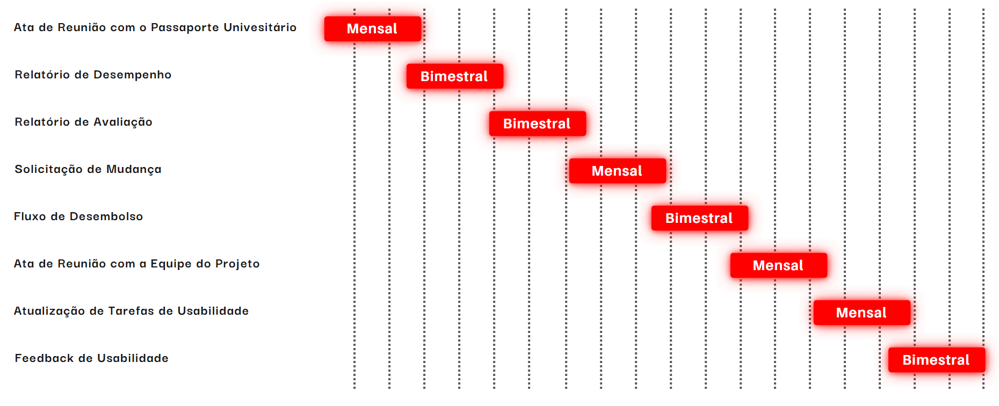 Ata de Reunião com o Passaporte Univesitário
Mensal
Relatório de Desempenho
Bimestral
Relatório de Avaliação
Bimestral
Solicitação de Mudança
Mensal
Fluxo de Desembolso
Bimestral
Ata de Reunião com a Equipe do Projeto
Mensal
Atualização de Tarefas de Usabilidade
Mensal
Feedback de Usabilidade
Bimestral